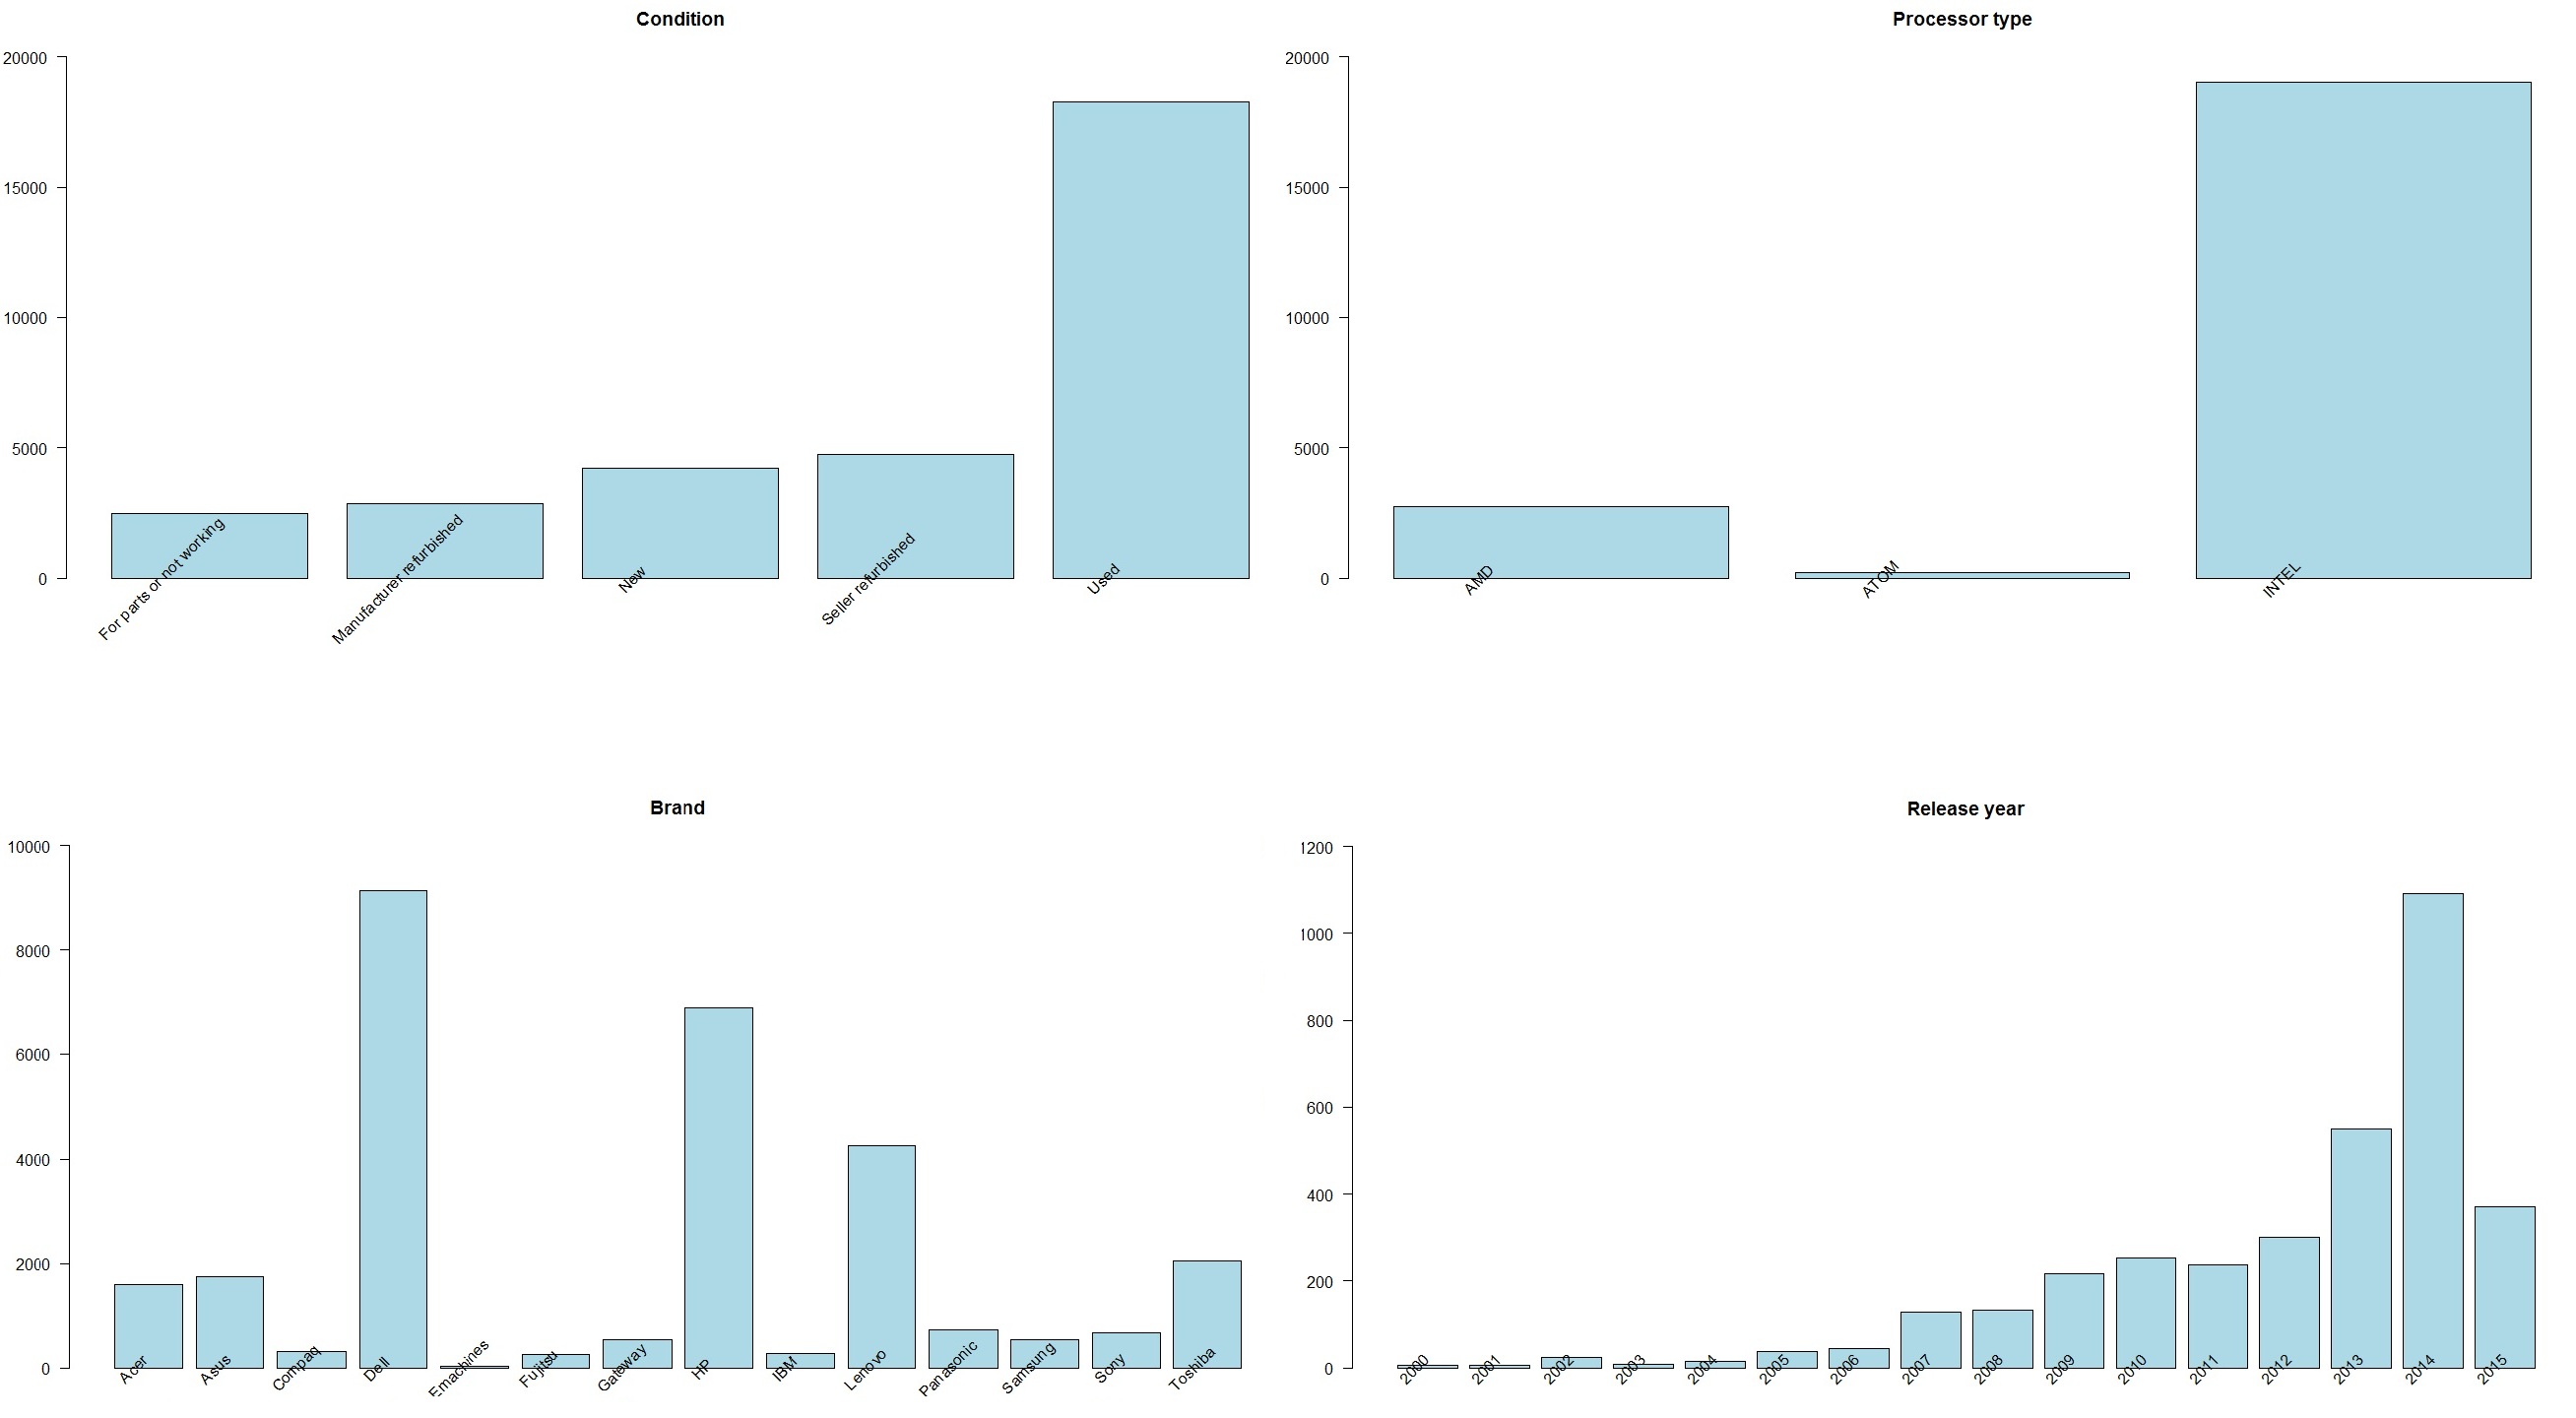 Condition
20000
15000
10000
5000
0
For parts or not working
Manufacturer refurbished
New
Seller refurbished
Used
Processor type
20000
15000
10000
5000
0
AMD
ATOM
INTEL
Brand
10000
8000
6000
4000
2000
0
Acer
Asus
Compaq
Dell
Emachines
Fujitsu
Gateway
HP
IBM
Lenovo
Panasonic
Samsung
Sony
Toshiba
Release year
1200
1000
800
600
400
200
0
2000
2001
2002
2003
2004
2005
2006
2007
2008
2009
2010
2011
2012
2013
2014
2015